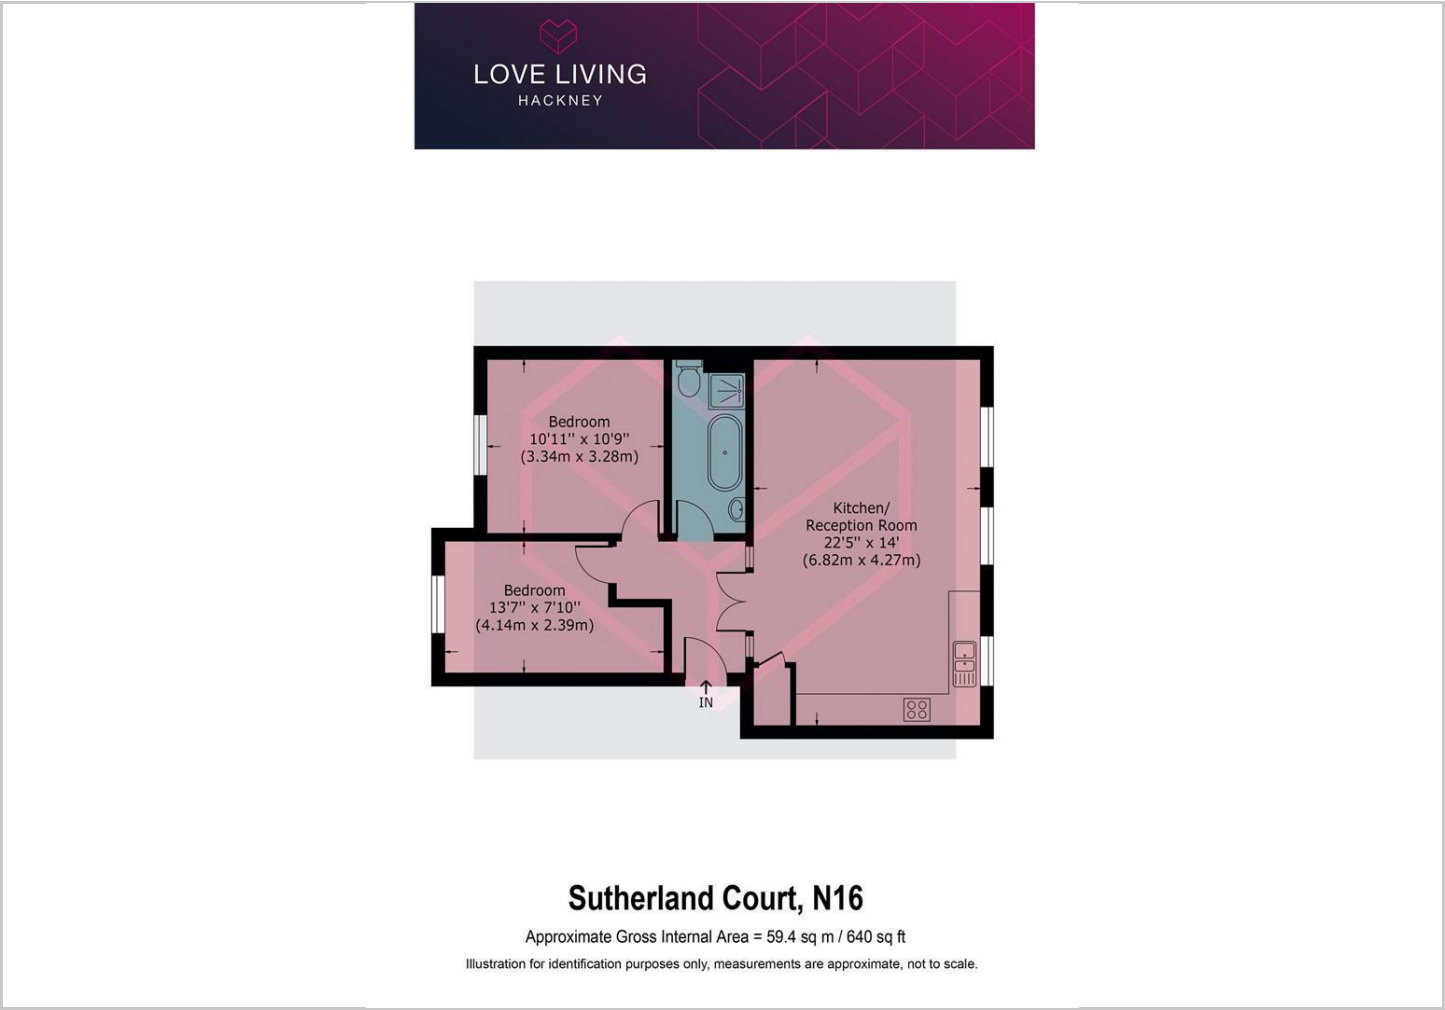 LOVE LIVING
HACKNEY
Bedroom
10'11'' x 10'9''
(3.34m x 3.28m)
Kitchen/
Reception Room
22'5'' x 14'
(6.82m x 4.27m)
Bedroom
13'7'' x 7'10''
(4.14m x 2.39m)
IN
Sutherland Court, N16
Approximate Gross Internal Area = 59.4 sq m / 640 sq ft
Illustration for identification purposes only, measurements are approximate, not to scale.